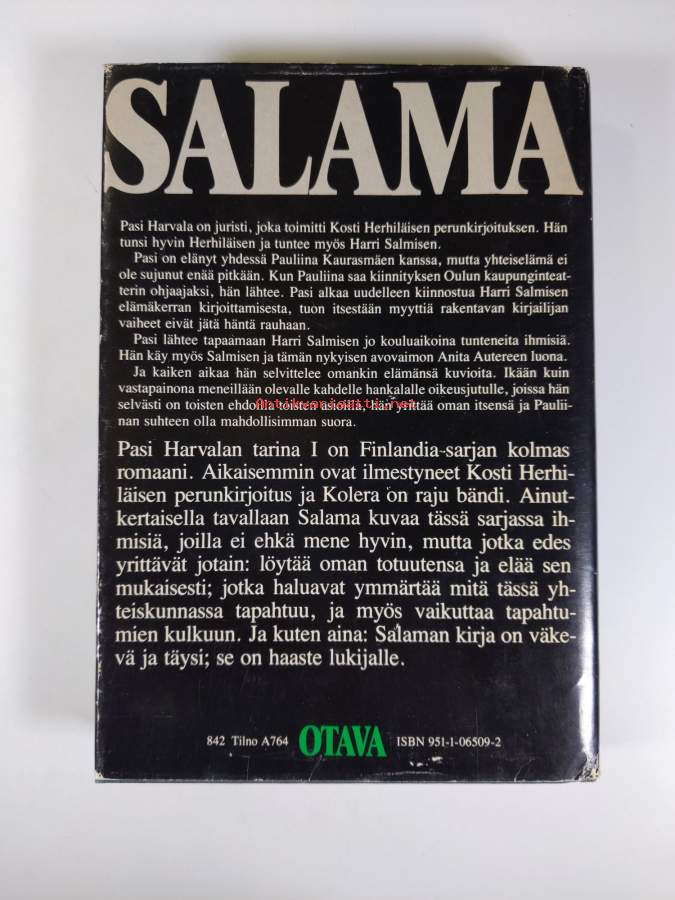 SALAMA
Pasi Harvala on juristi, joka toimitti Kosti Herhiläisen perunkirjoituksen. Hän
tunsi hyvin Herhiläisen ja tuntee myös Harri Salmisen.
Pasi on elänyt yhdessä Pauliina Kaurasmäen kanssa, mutta yhteiselämä ei
ole sujunut enää pitkään. Kun Pauliina saa kiinnityksen Oulun kaupunginteat-
terin ohjaajaksi, hän lähtee. Pasi alkaa uudelleen kiinnostua Harri Salmisen
elämäkerran kirjoittamisesta, tuon itsestään myyttiä rakentavan kirjailijan
vaiheet eivät jätä häntä rauhaan.
Pasi lähtee tapaamaan Harri Salmisen jo kouluaikoina tunteneita ihmisiä.
Hän käy myös Salmisen ja tämän nykyisen avovaimon Anita Autereen luona.
Ja kaiken aikaa hän selvittelee omankin elämänsä kuvioita. Ikään kuin
vastapainona meneillään olevalle kahdelle hankalalle oikeusjutulle, joissa hän
selvästi on toisten ehdoilla toisten asioilla, hän yrittää oman itsensä ja Paulii-
nan suhteen olla mahdollisimman suora.
Pasi Harvalan tarina I on Finlandia-sarjan kolmas
romaani. Aikaisemmin ovat ilmestyneet Kosti Herhi-
läisen perunkirjoitus ja Kolera on raju bändi. Ainut-
kertaisella tavallaan Salama kuvaa tässä sarjassa ih-
misiä, joilla ei ehkä mene hyvin, mutta jotka edes
yrittävät jotain: löytää oman totuutensa ja elää sen
mukaisesti; jotka haluavat ymmärtää mitä tässä yh-
teiskunnassa tapahtuu, ja myös vaikuttaa tapahtu-
mien kulkuun. Ja kuten aina: Salaman kirja on väke-
vä ja täysi; se on haaste lukijalle.
842 Tilno A764 OTAVA ISBN 951-1-06509-2